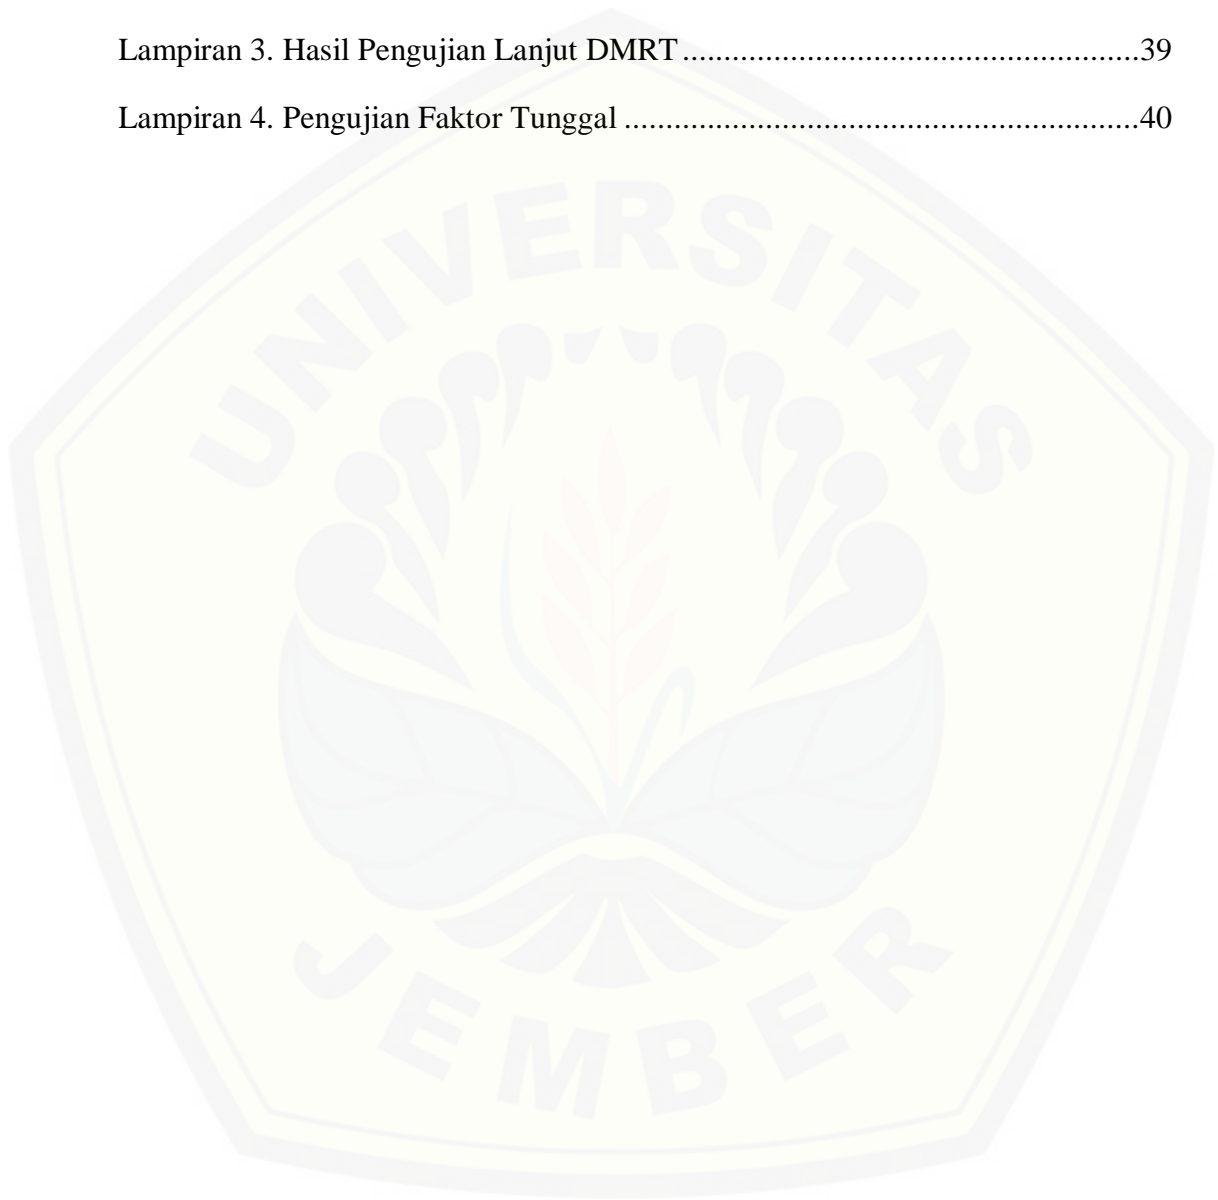 Lampiran 3. Hasil Pengujian Lanjut DMRT........................................................39
Lampiran 4. Pengujian Faktor Tunggal ...............................................................40
UNIVERSITAS
JEMBER